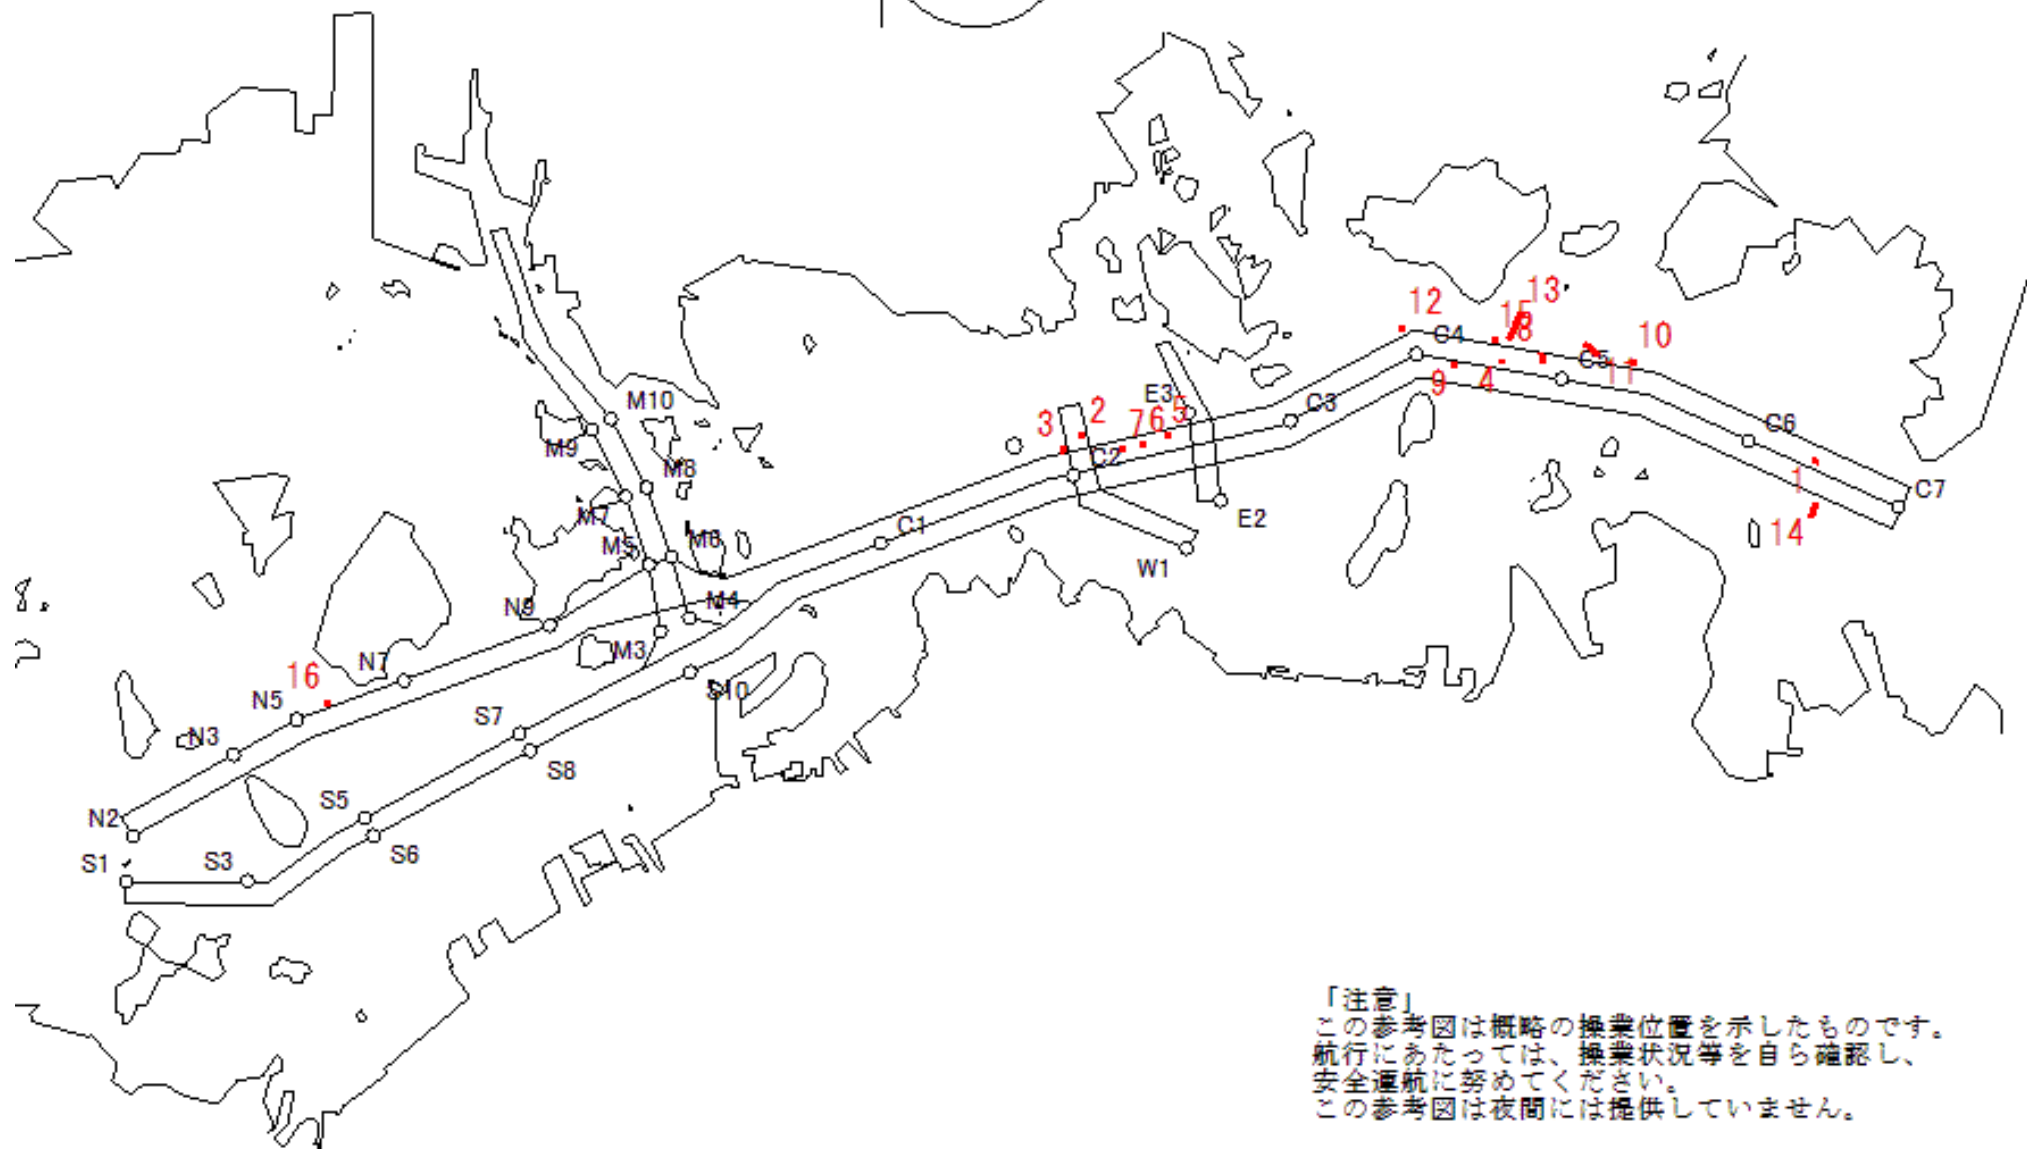 13
12
15
8
C4
10
C5
11
9
4
E3
5
M10
C3
2
6
7
3
C6
M9
C2
M8
1
C7
M7
E2
C1
14
M6
M5
W1
N9
M4
M3
N7
16
S10
N5
S7
N3
S8
S5
N2
S6
S1
S3
「注意」
この参考図は概略の操業位置を示したものです。
航行にあたっては、操業状況等を自ら確認し、
安全運航に努めてください。
この参考図は夜間には提供していません。